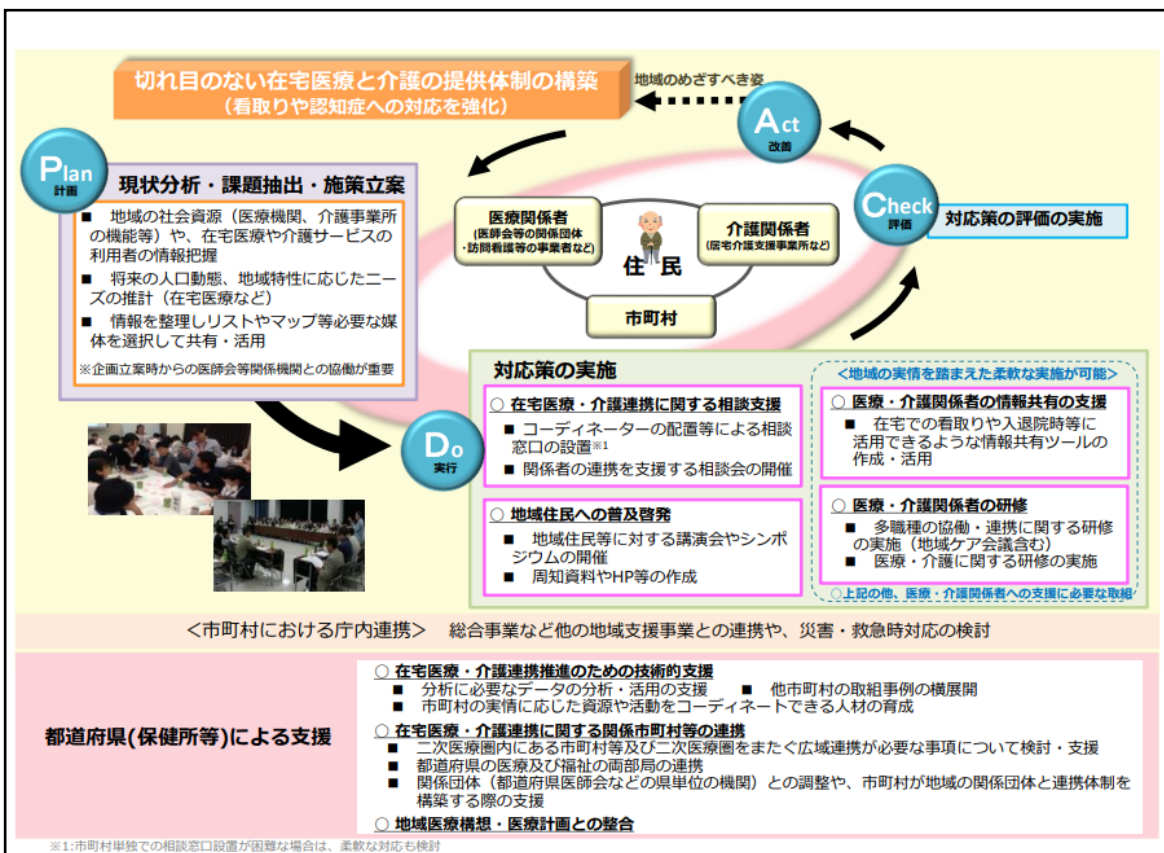 切れ目のない在宅医療と介護の提供体制の構築
（看取りや認知症への対応を強化）
地域のめざすべき姿
Act
改善
Plan
計画
現状分析・課題抽出・施策立案
■ 地域の社会資源（医療機関、介護事業所
の機能等）や、在宅医療や介護サービスの
利用者の情報把握
■ 将来の人口動態、地域特性に応じたニー
ズの推計（在宅医療など）
■ 情報を整理しリストやマップ等必要な媒
体を選択して共有・活用
※企画立案時からの医師会等関係機関との協働が重要
医療関係者
（医師会等の関係団体
・訪問看護等の事業者など）
介護関係者
（居宅介護支援事業所など）
住民
市町村
Check
評価
対応策の評価の実施
Do
実行
対応策の実施
○ 在宅医療・介護連携に関する相談支援
■ コーディネーターの配置等による相談
窓口の設置※1
■ 関係者の連携を支援する相談会の開催
○ 地域住民への普及啓発
■ 地域住民等に対する講演会やシンポ
ジウムの開催
■ 周知資料やHP等の作成
＜地域の実情を踏まえた柔軟な実施が可能＞
○ 医療・介護関係者の情報共有の支援
■ 在宅での看取りや入退院時等に
活用できるような情報共有ツールの
作成・活用
○ 医療・介護関係者の研修
■ 多職種の協働・連携に関する研修
の実施（地域ケア会議含む）
■ 医療・介護に関する研修の実施
○上記の他、医療・介護関係者への支援に必要な取組
＜市町村における庁内連携＞ 総合事業など他の地域支援事業との連携や、災害・救急時対応の検討
都道府県(保健所等)による支援
○ 在宅医療・介護連携推進のための技術的支援
■ 分析に必要なデータの分析・活用の支援 ■ 他市町村の取組事例の横展開
■ 市町村の実情に応じた資源や活動をコーディネートできる人材の育成
○ 在宅医療・介護連携に関する関係市町村等の連携
■ 二次医療圏内にある市町村等及び二次医療圏をまたぐ広域連携が必要な事項について検討・支援
■ 都道府県の医療及び福祉の両部局の連携
■ 関係団体（都道府県医師会などの県単位の機関）との調整や、市町村が地域の関係団体と連携体制を
構築する際の支援
○ 地域医療構想・医療計画との整合
※1:市町村単独での相談窓口設置が困難な場合は、柔軟な対応も検討